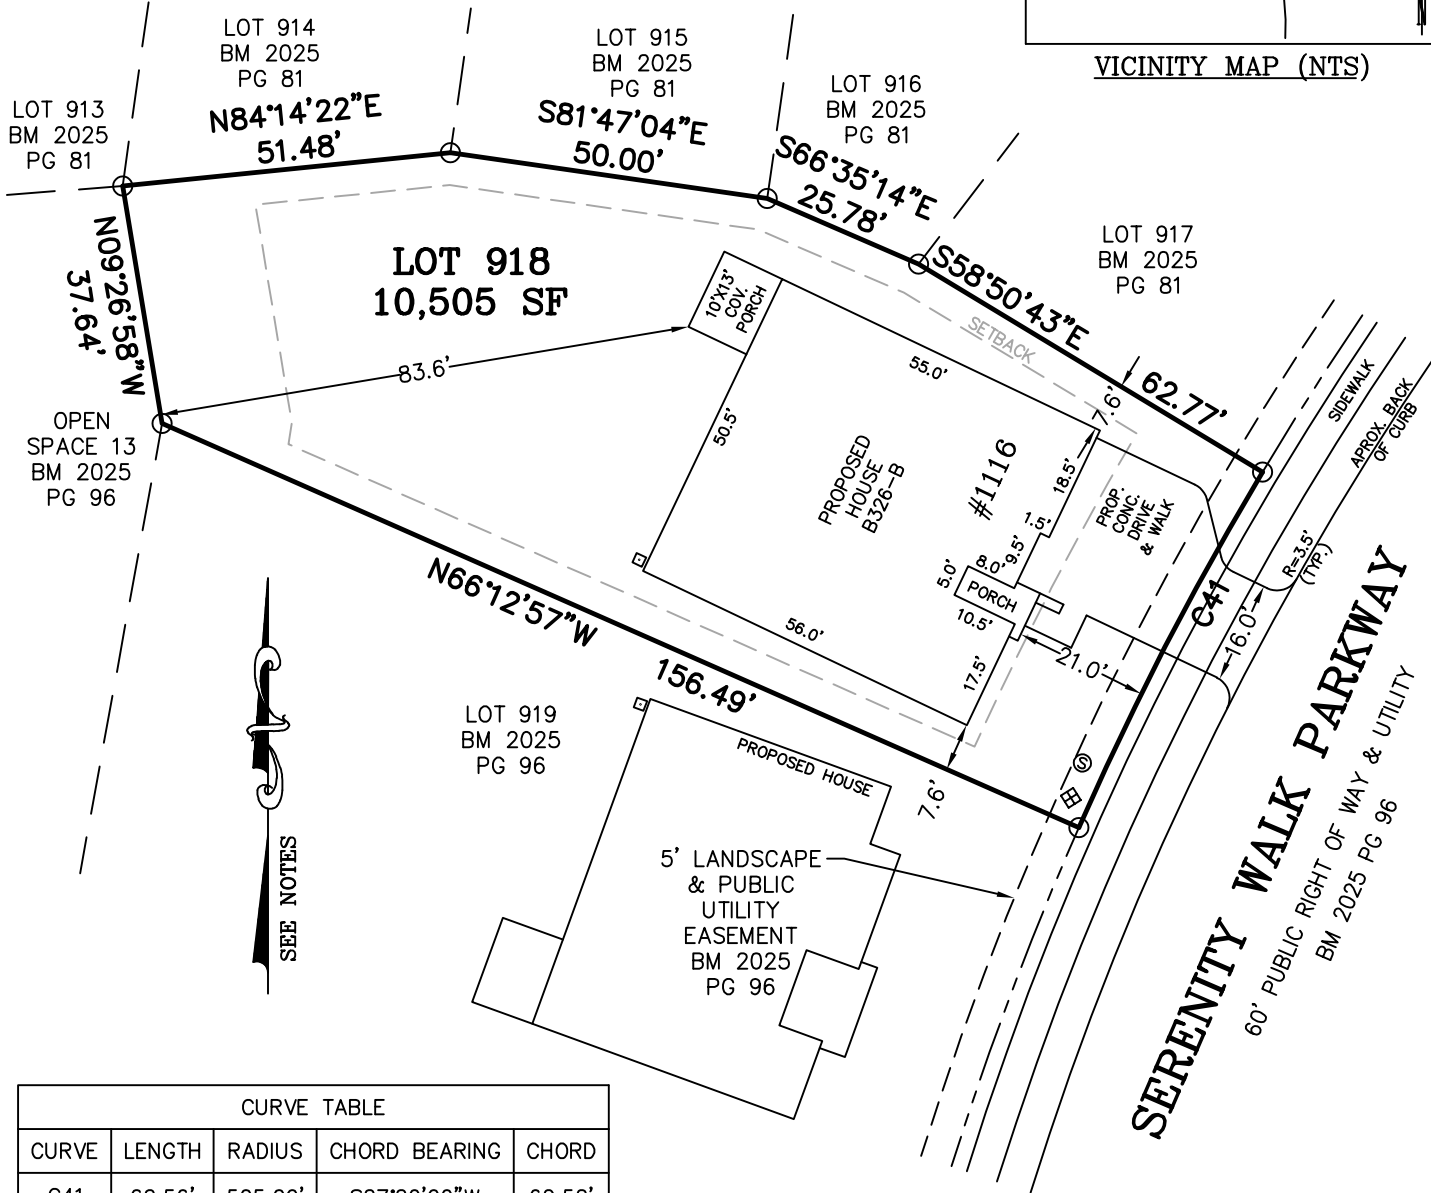 VICINITY MAP (NTS)
N
LOT 914
BM 2025
PG 81
LOT 915
BM 2025
PG 81
LOT 916
BM 2025
PG 81
LOT 913
BM 2025
PG 81
N84°14'22"E
51.48'
S81°47'04"E
50.00'
S66°35'14"E
25.78'
LOT 917
BM 2025
PG 81
S58°50'43"E
62.77'
N09°26'58"W
37.64'
LOT 918
10,505 SF
10'X13'
COV.
PORCH
SETBACK
83.6'
55.0'
7.6'
50.5'
SIDEWALK
APROX. BACK
OF CURB
OPEN
SPACE 13
BM 2025
PG 96
PROPOSED
HOUSE
B326-B
#1116
18.5'
PROP.
CONC.
DRIVE
& WALK
1.5'
9.5'
8.0'
5.0'
PORCH
10.5'
R=3.5'
(TYP.)
C41
16.0'
21.0'
17.5'
56.0'
N66°12'57"W
156.49'
LOT 919
BM 2025
PG 96
PROPOSED HOUSE
7.6'
S
SEE NOTES
5' LANDSCAPE
& PUBLIC
UTILITY
EASEMENT
BM 2025
PG 96
SERENITY WALK PARKWAY
60' PUBLIC RIGHT OF WAY & UTILITY
BM 2025 PG 96
CURVE TABLE
CURVE LENGTH RADIUS CHORD BEARING CHORD